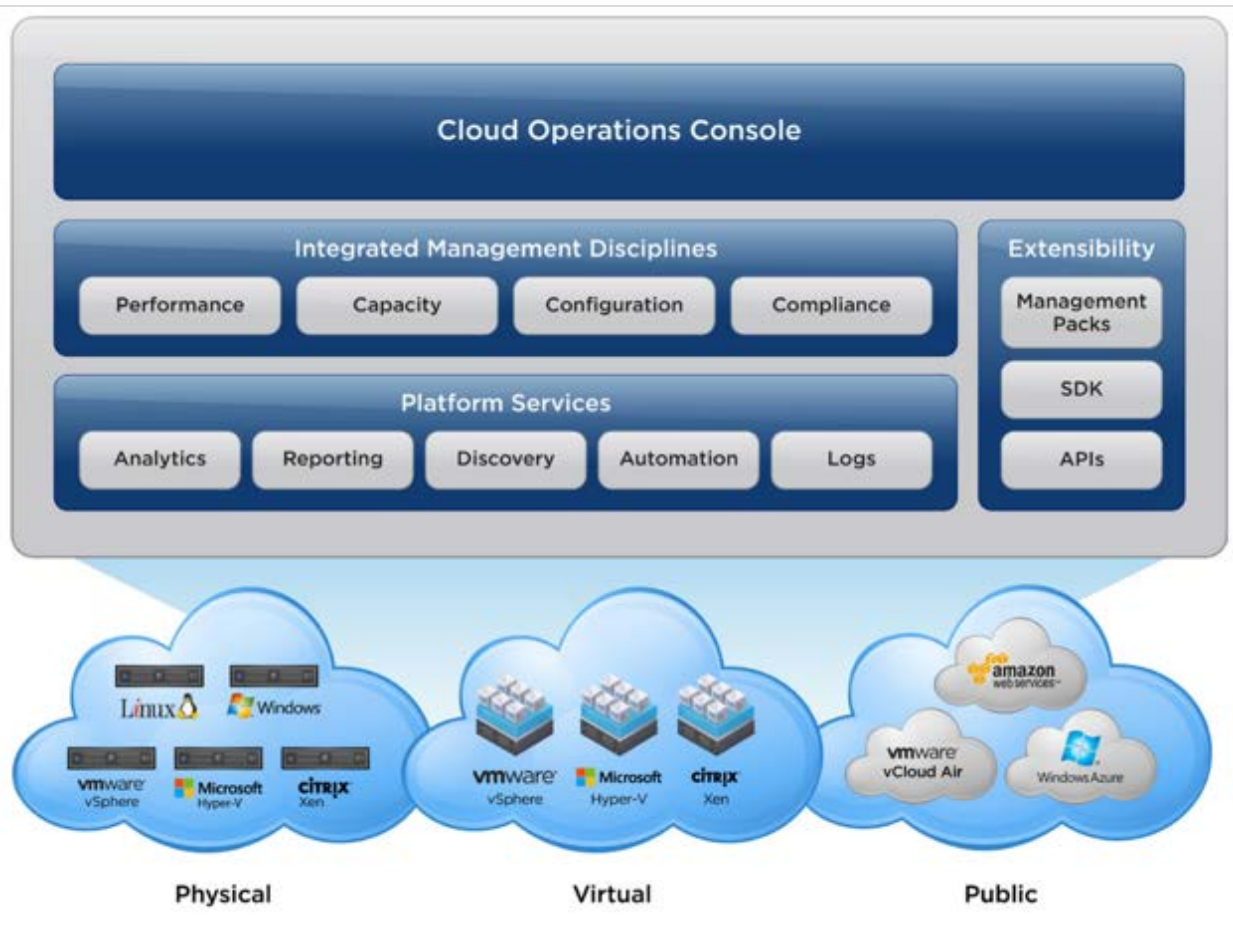 Cloud Operations Console
Integrated Management Disciplines
Performance
Capacity
Configuration
Compliance
Extensibility
Management
Packs
SDK
APIs
Platform Services
Analytics
Reporting
Discovery
Automation
Logs
Linux
Windows
vmware
vSphere
Microsoft
Hyper-V
CITRIX
Xen
vmware
vSphere
Microsoft
Hyper-V
CITRIX
Xen
amazon
web services™
vmware
vCloud Air
Windows Azure
Physical
Virtual
Public